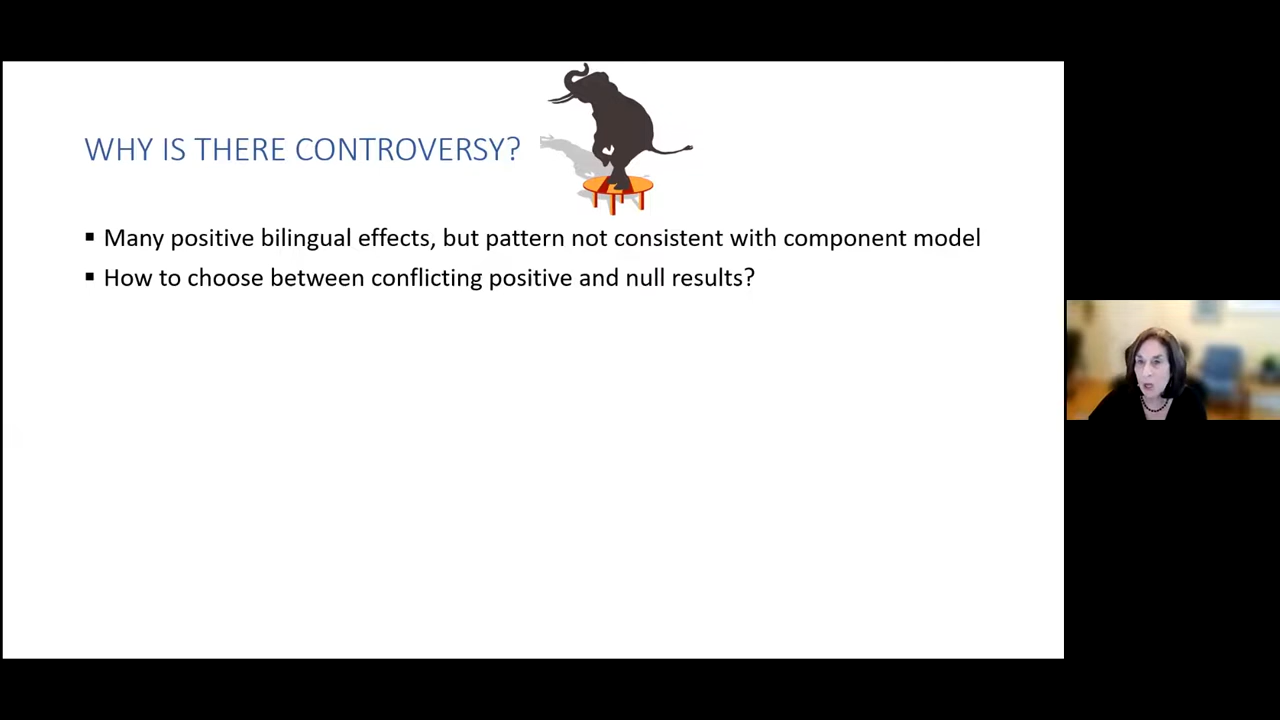 WHY IS THERE CONTROVERSY?
▪ Many positive bilingual effects, but pattern not consistent with component model
▪ How to choose between conflicting positive and null results?